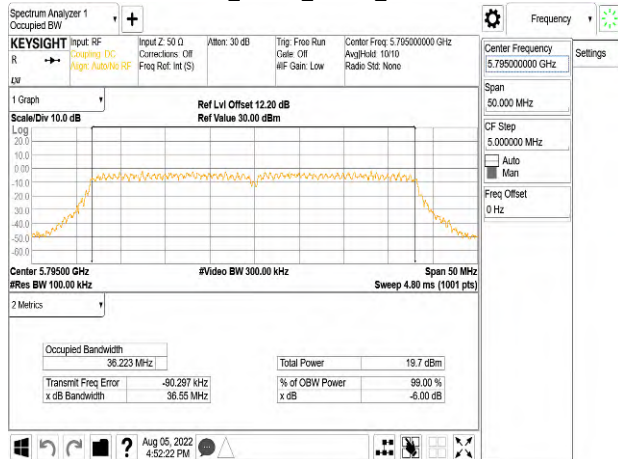 Spectrum Analyzer 1
Occupied BW
+
Frequency
KEYSIGHT
R
LXI
Input: RF
Coupling: DC
Align: Auto/No RF
Input Z: 50 Ω
Corrections: Off
Freq Ref: Int (S)
Atten: 30 dB
Trig: Free Run
Gate: Off
#IF Gain: Low
Center Freq: 5.795000000 GHz
Avg|Hold: 10/10
Radio Std: None
Center Frequency
5.795000000 GHz
Settings
Span
50.000 MHz
CF Step
5.000000 MHz
Auto
Man
Freq Offset
0 Hz
1 Graph
Scale/Div 10.0 dB
Ref Lvl Offset 12.20 dB
Ref Value 30.00 dBm
Log
20.0
10.0
0.00
-10.0
-20.0
-30.0
-40.0
-50.0
-60.0
Center 5.79500 GHz
#Res BW 100.00 kHz
#Video BW 300.00 kHz
Span 50 MHz
Sweep 4.80 ms (1001 pts)
2 Metrics
Occupied Bandwidth
36.223 MHz
Total Power 19.7 dBm
Transmit Freq Error -90.297 kHz
% of OBW Power 99.00 %
x dB Bandwidth 36.55 MHz
x dB -6.00 dB
?
Aug 05, 2022
4:52:22 PM